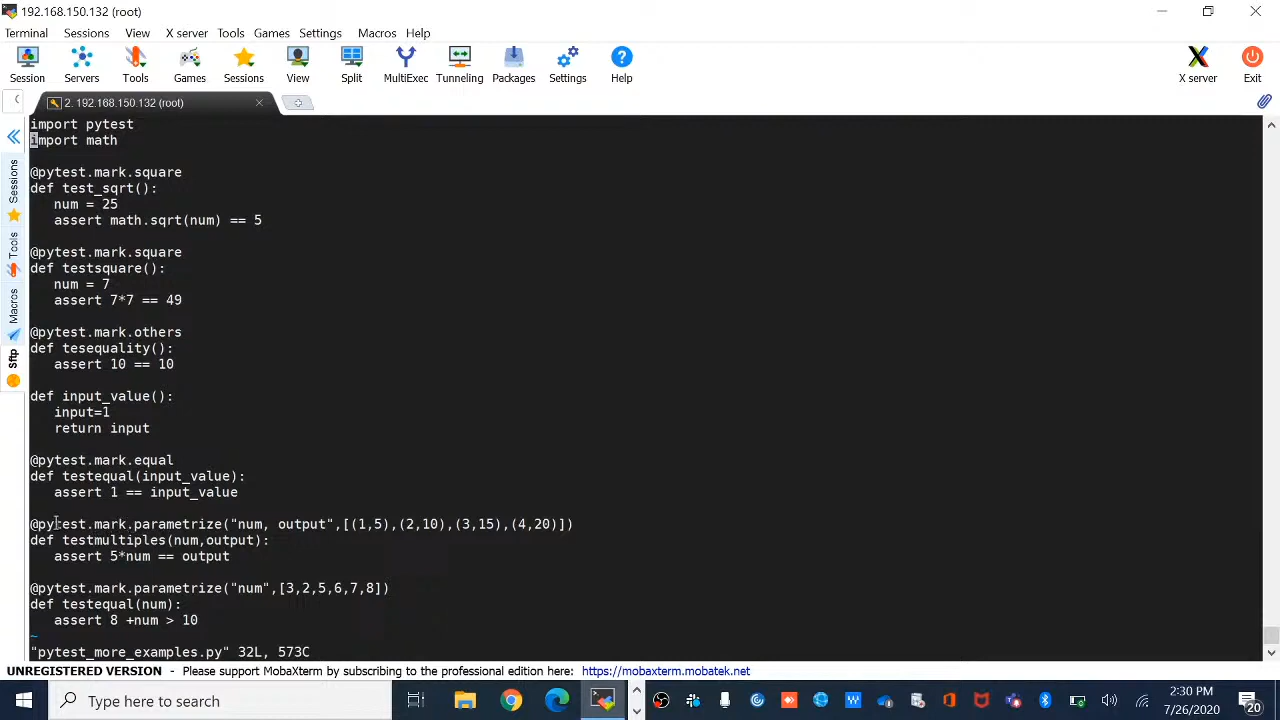 192.168.150.132 (root)
Terminal Sessions View X server Tools Games Settings Macros Help
Session Servers Tools Games Sessions View Split MultiExec Tunneling Packages Settings Help X server Exit
2. 192.168.150.132 (root)
Sessions
Tools
Macros
Sftp
import pytest
import math
@pytest.mark.square
def test_sqrt():
num = 25
assert math.sqrt(num) == 5
@pytest.mark.square
def testsquare():
num = 7
assert 7*7 == 49
@pytest.mark.others
def tesequality():
assert 10 == 10
def input_value():
input=1
return input
@pytest.mark.equal
def testequal(input_value):
assert 1 == input_value
@pytest.mark.parametrize("num, output",[(1,5),(2,10),(3,15),(4,20)])
def testmultiples(num,output):
assert 5*num == output
@pytest.mark.parametrize("num",[3,2,5,6,7,8])
def testequal(num):
assert 8 +num > 10
~
"pytest_more_examples.py" 32L, 573C
UNREGISTERED VERSION - Please support MobaXterm by subscribing to the professional edition here: https://mobaxterm.mobatek.net
Type here to search
2:30 PM
7/26/2020
20